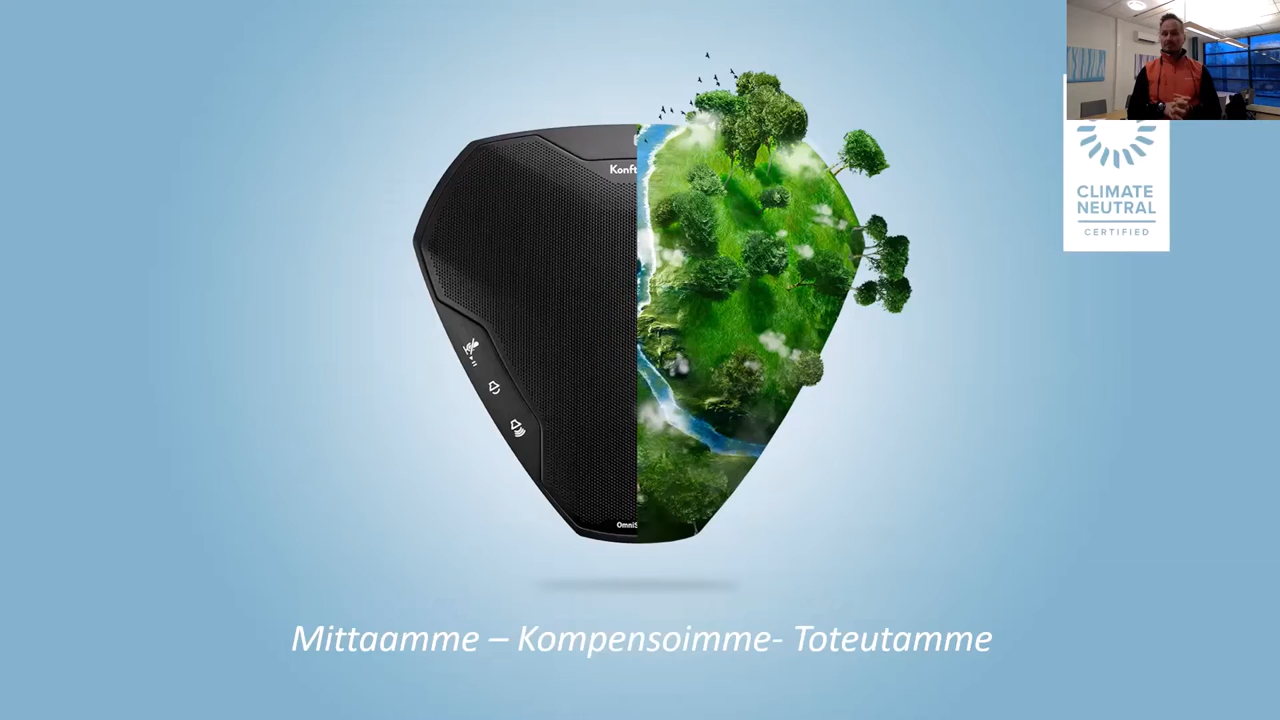 Konft
CLIMATE
NEUTRAL
CERTIFIED
OmniS
Mittaamme – Kompensoimme- Toteutamme